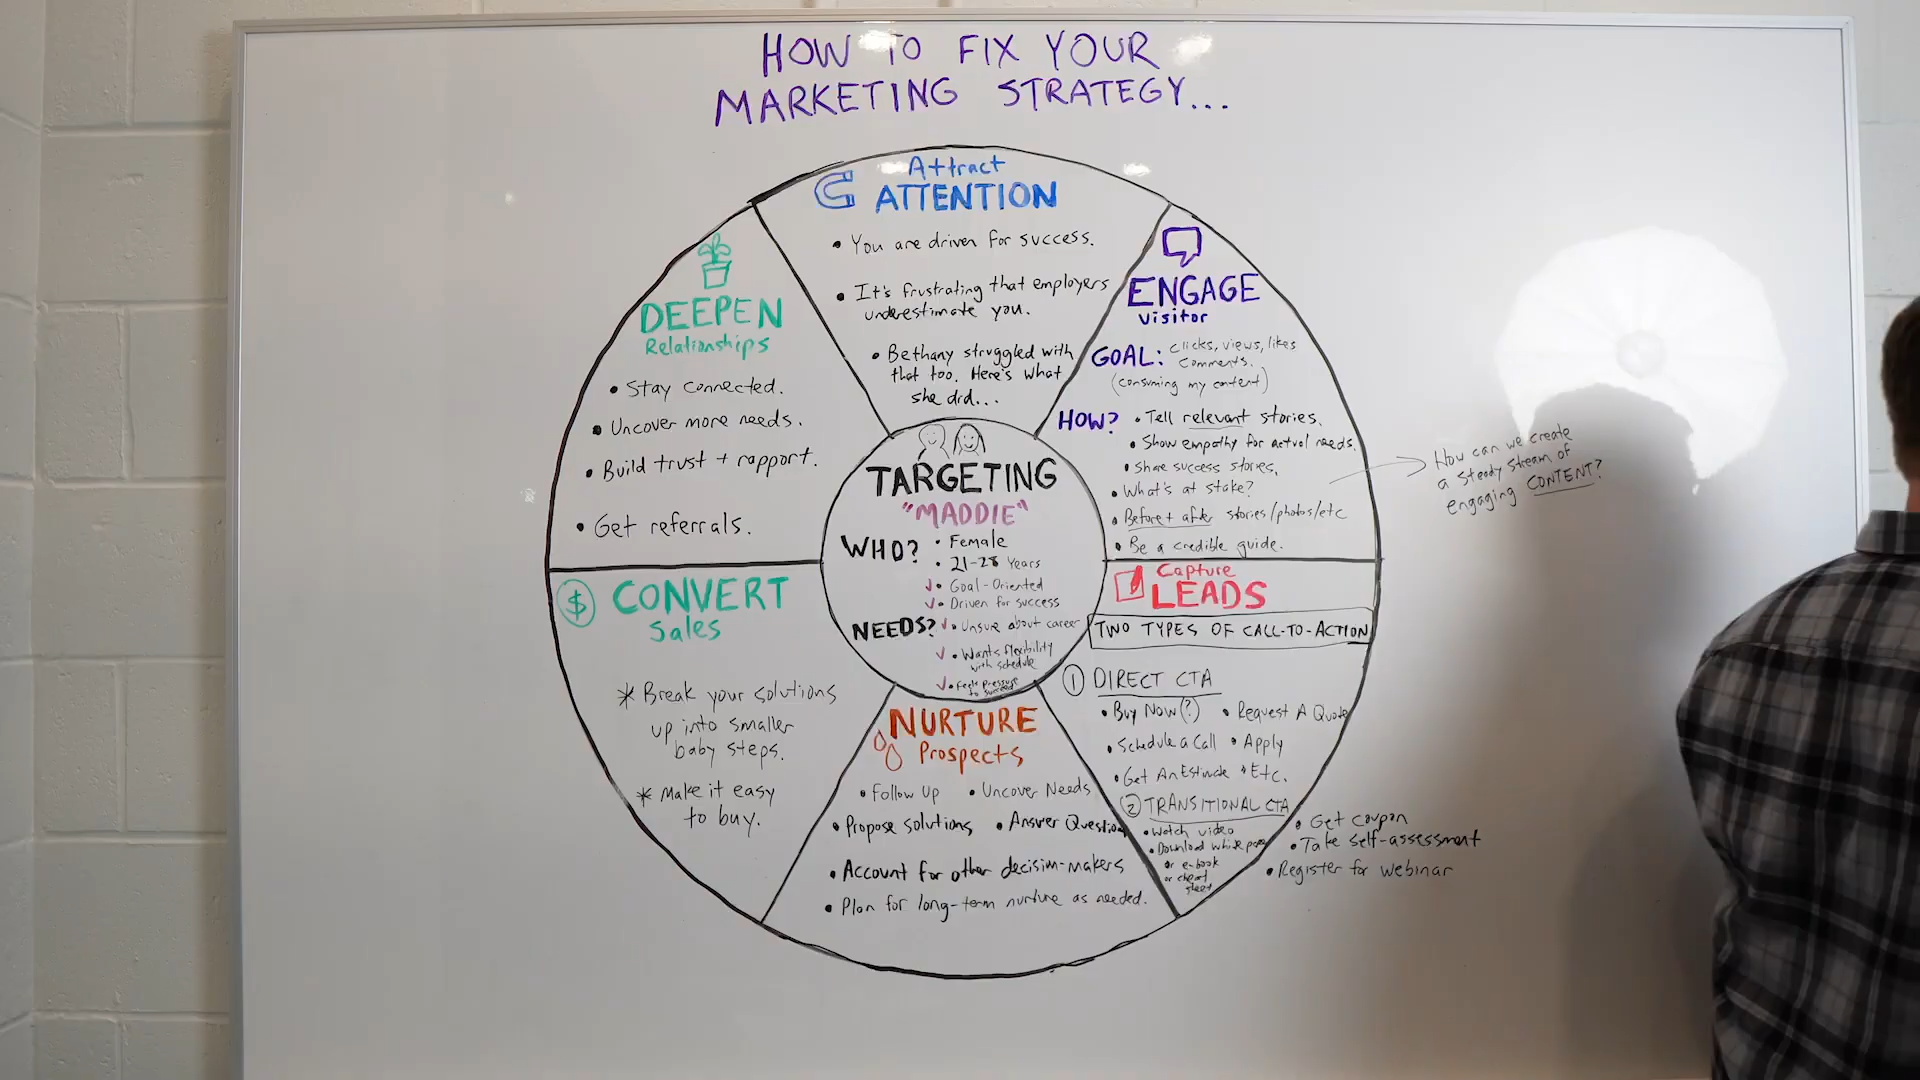 HOW TO FIX YOUR
MARKETING STRATEGY...
Attract
ATTENTION
• You are driven for success.
• It's frustrating that employers
underestimate you.
• Bethany struggled with
that too. Here's what
she did...
ENGAGE
Visitor
GOAL: Clicks, views, likes
Comments.
(consuming my content)
HOW? • Tell relevant stories.
• Show empathy for actual needs.
• Share success stories.
• What's at stake?
• Before + after stories/photos/etc
• Be a credible guide.
How can we create
a steady stream of
engaging CONTENT?
Capture
LEADS
TWO TYPES OF CALL-TO-ACTION
① DIRECT CTA
• Buy Now(?) • Request A Quote
• Schedule a Call • Apply
• Get An Estimate • Etc.
② TRANSITIONAL CTA
• Watch video
• Download white paper
or e-book
or cheat
sheet
• Get coupon
• Take self-assessment
• Register for webinar
NURTURE
Prospects
• Follow Up • Uncover Needs
• Propose solutions • Answer Question
• Account for other decision-makers
• Plan for long-term nurture as needed.
$ CONVERT
Sales
* Break your solutions
up into smaller
baby steps.
* Make it easy
to buy.
DEEPEN
Relationships
• Stay connected.
• Uncover more needs.
• Build trust + rapport.
• Get referrals.
TARGETING
"MADDIE"
WHO? • Female
• 21-28 Years
✓ • Goal-Oriented
✓ • Driven for success
NEEDS? ✓ • Unsure about career
✓ • Wants flexibility
with schedule
✓ • Feels Pressure
to succeed